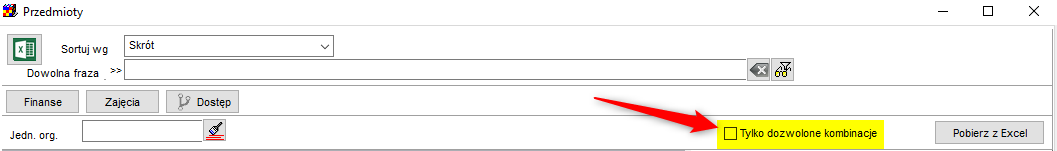 Przedmioty
Sortuj wg Skrót
Dowolna fraza . >>
Finanse Zajęcia Dostęp
Jedn. org. Tylko dozwolone kombinacje Pobierz z Excel